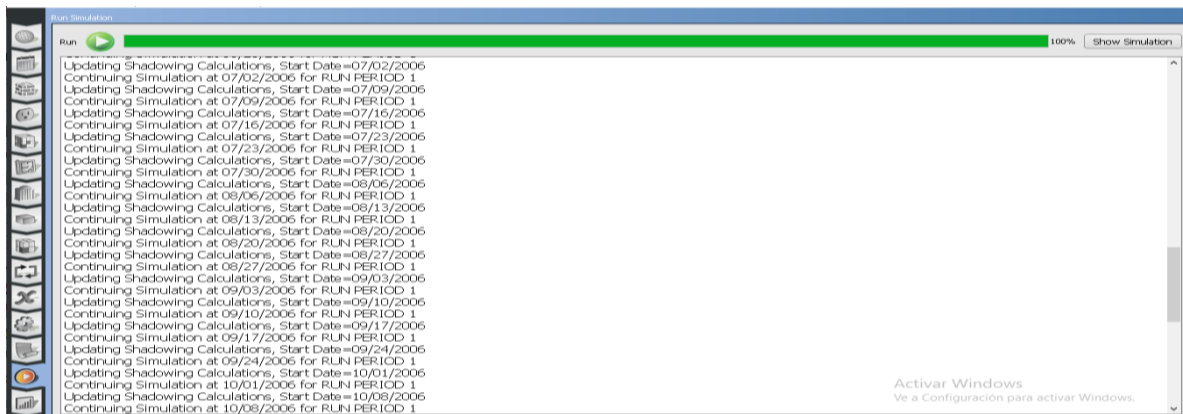 Run Simulation
Run 100% Show Simulation
Updating Shadowing Calculations, Start Date=07/02/2006
Continuing Simulation at 07/02/2006 for RUN PERIOD 1
Updating Shadowing Calculations, Start Date=07/09/2006
Continuing Simulation at 07/09/2006 for RUN PERIOD 1
Updating Shadowing Calculations, Start Date=07/16/2006
Continuing Simulation at 07/16/2006 for RUN PERIOD 1
Updating Shadowing Calculations, Start Date=07/23/2006
Continuing Simulation at 07/23/2006 for RUN PERIOD 1
Updating Shadowing Calculations, Start Date=07/30/2006
Continuing Simulation at 07/30/2006 for RUN PERIOD 1
Updating Shadowing Calculations, Start Date=08/06/2006
Continuing Simulation at 08/06/2006 for RUN PERIOD 1
Updating Shadowing Calculations, Start Date=08/13/2006
Continuing Simulation at 08/13/2006 for RUN PERIOD 1
Updating Shadowing Calculations, Start Date=08/20/2006
Continuing Simulation at 08/20/2006 for RUN PERIOD 1
Updating Shadowing Calculations, Start Date=08/27/2006
Continuing Simulation at 08/27/2006 for RUN PERIOD 1
Updating Shadowing Calculations, Start Date=09/03/2006
Continuing Simulation at 09/03/2006 for RUN PERIOD 1
Updating Shadowing Calculations, Start Date=09/10/2006
Continuing Simulation at 09/10/2006 for RUN PERIOD 1
Updating Shadowing Calculations, Start Date=09/17/2006
Continuing Simulation at 09/17/2006 for RUN PERIOD 1
Updating Shadowing Calculations, Start Date=09/24/2006
Continuing Simulation at 09/24/2006 for RUN PERIOD 1
Updating Shadowing Calculations, Start Date=10/01/2006
Continuing Simulation at 10/01/2006 for RUN PERIOD 1
Updating Shadowing Calculations, Start Date=10/08/2006
Continuing Simulation at 10/08/2006 for RUN PERIOD 1
Activar Windows
Ve a Configuración para activar Windows.